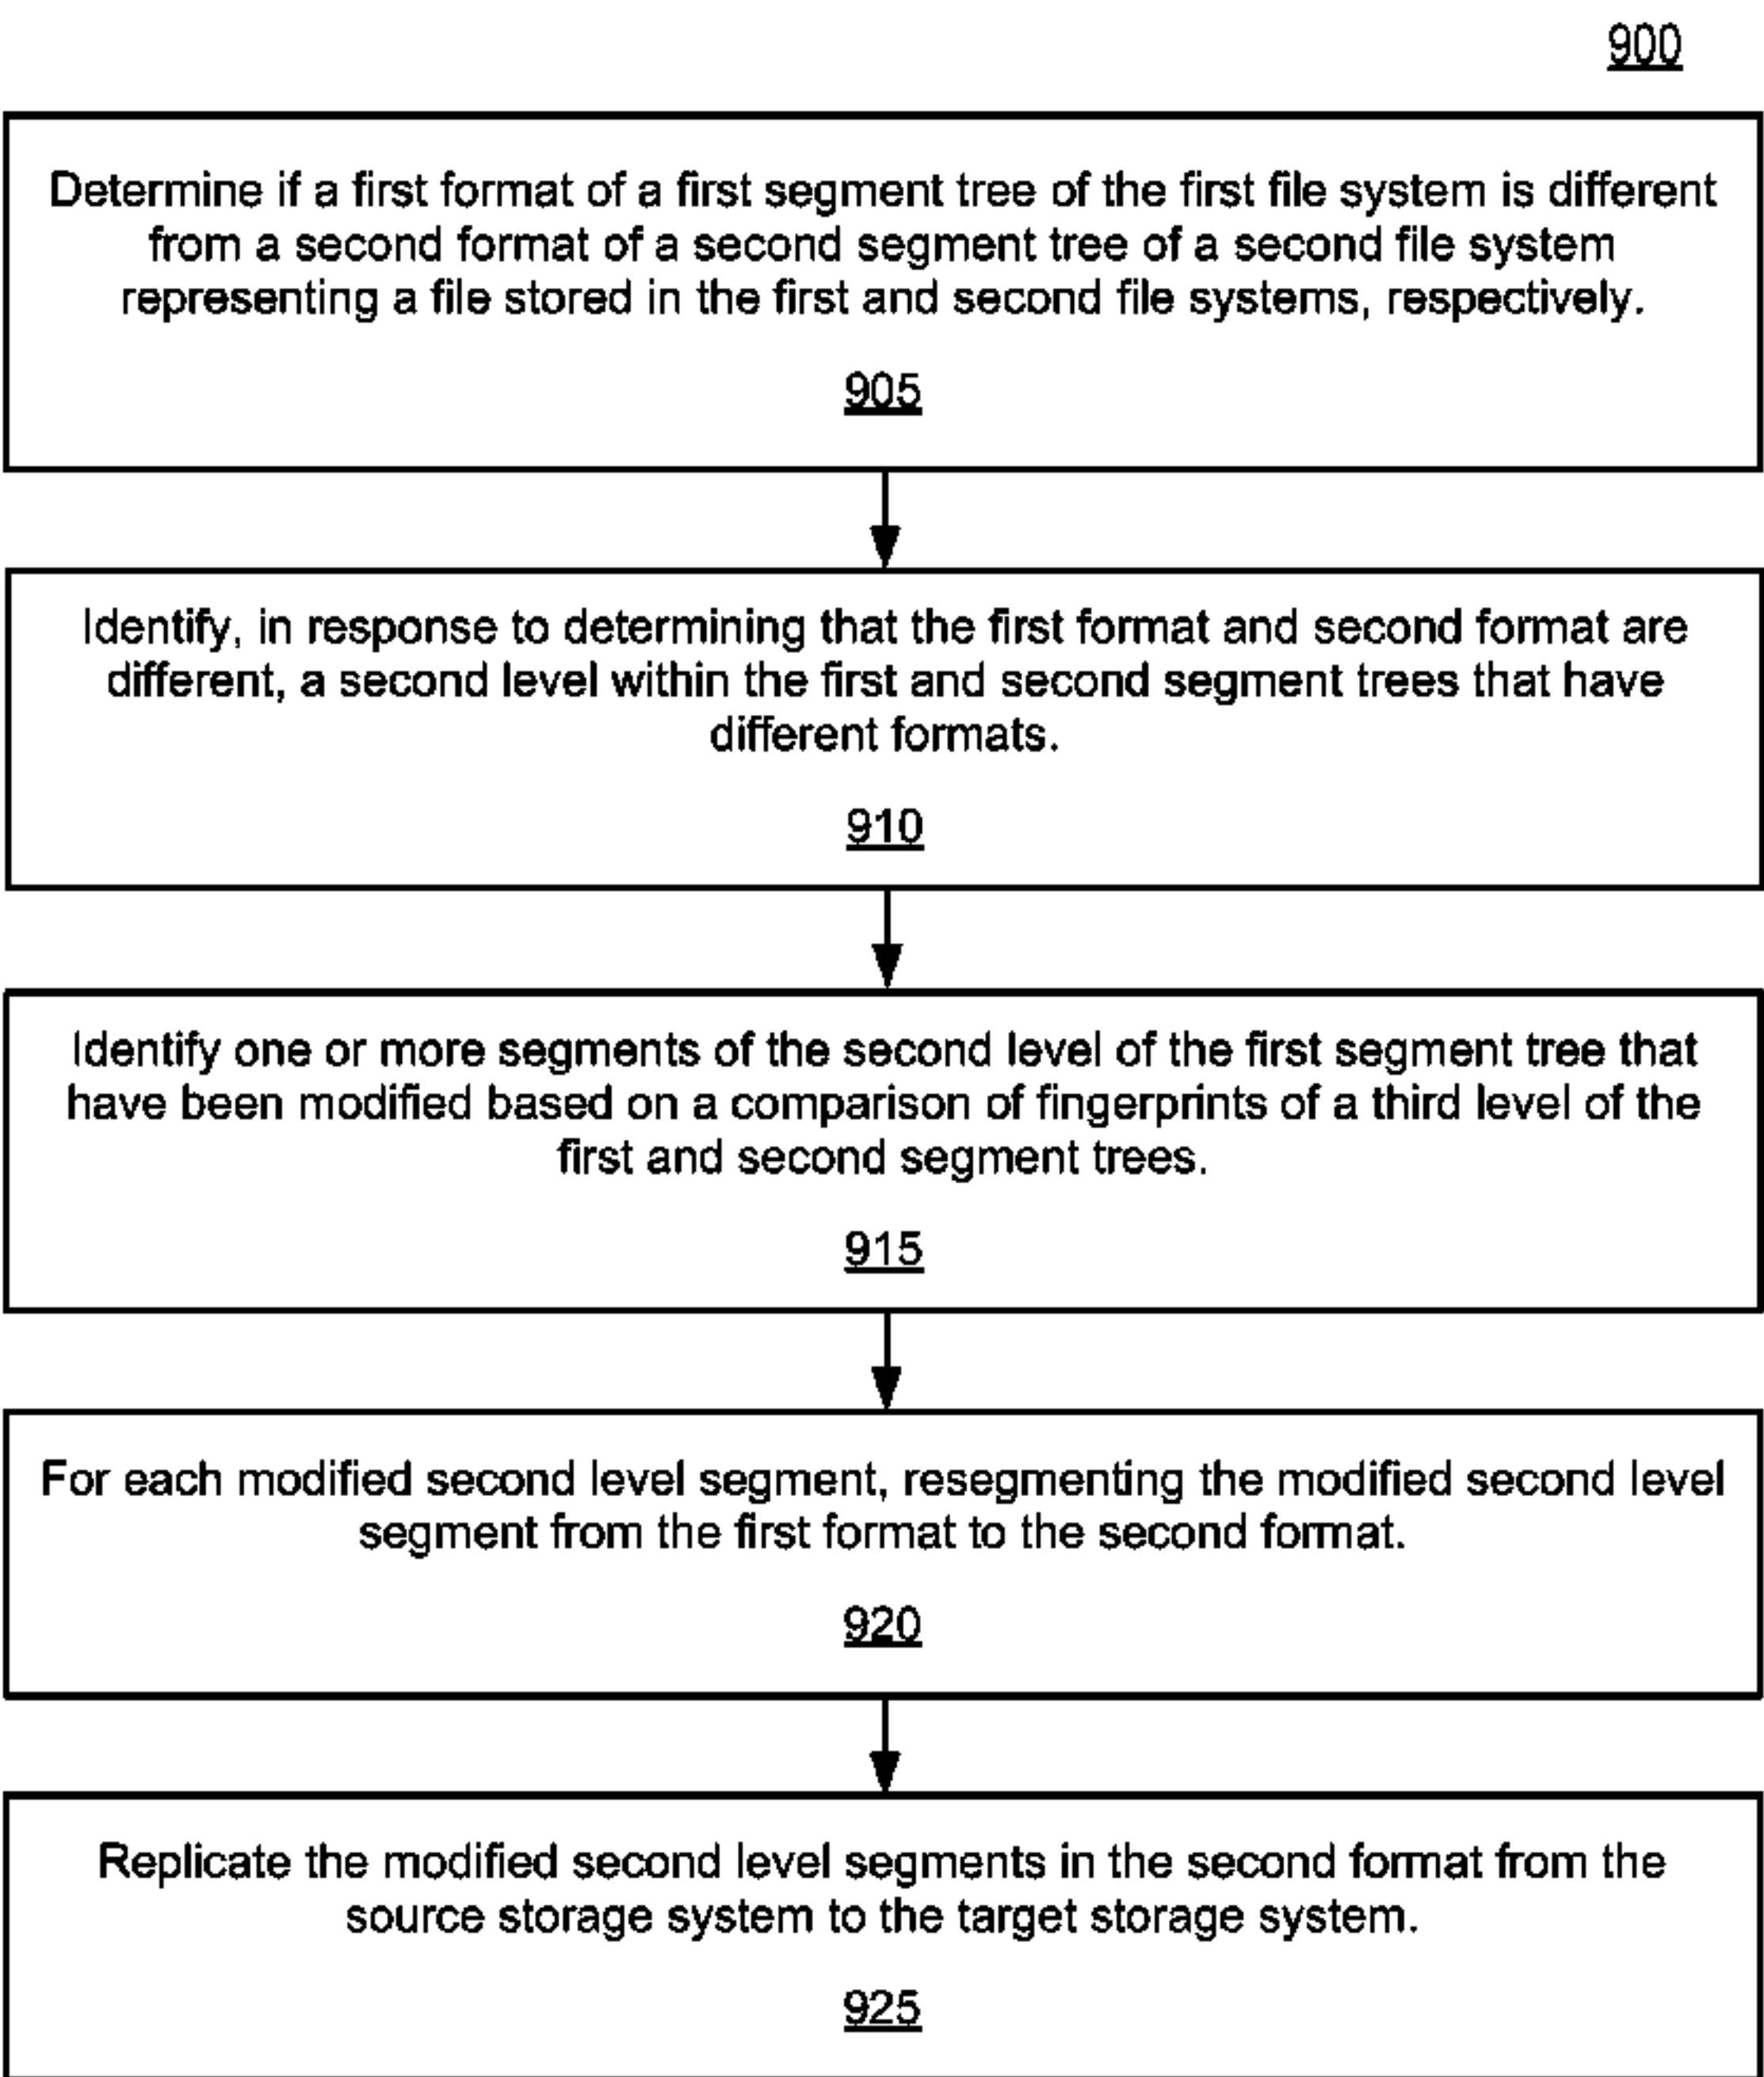 900
Determine if a first format of a first segment tree of the first file system is different
from a second format of a second segment tree of a second file system
representing a file stored in the first and second file systems, respectively.
905
Identify, in response to determining that the first format and second format are
different, a second level within the first and second segment trees that have
different formats.
910
Identify one or more segments of the second level of the first segment tree that
have been modified based on a comparison of fingerprints of a third level of the
first and second segment trees.
915
For each modified second level segment, resegmenting the modified second level
segment from the first format to the second format.
920
Replicate the modified second level segments in the second format from the
source storage system to the target storage system.
925